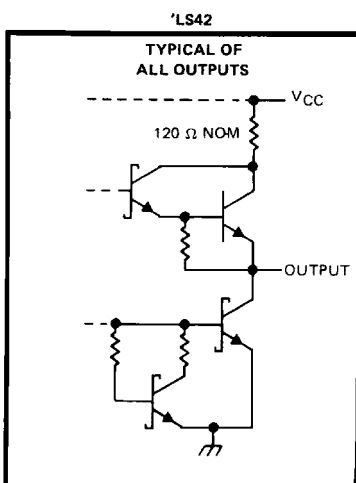 'LS42
TYPICAL OF
ALL OUTPUTS
VCC
120 Ω NOM
OUTPUT